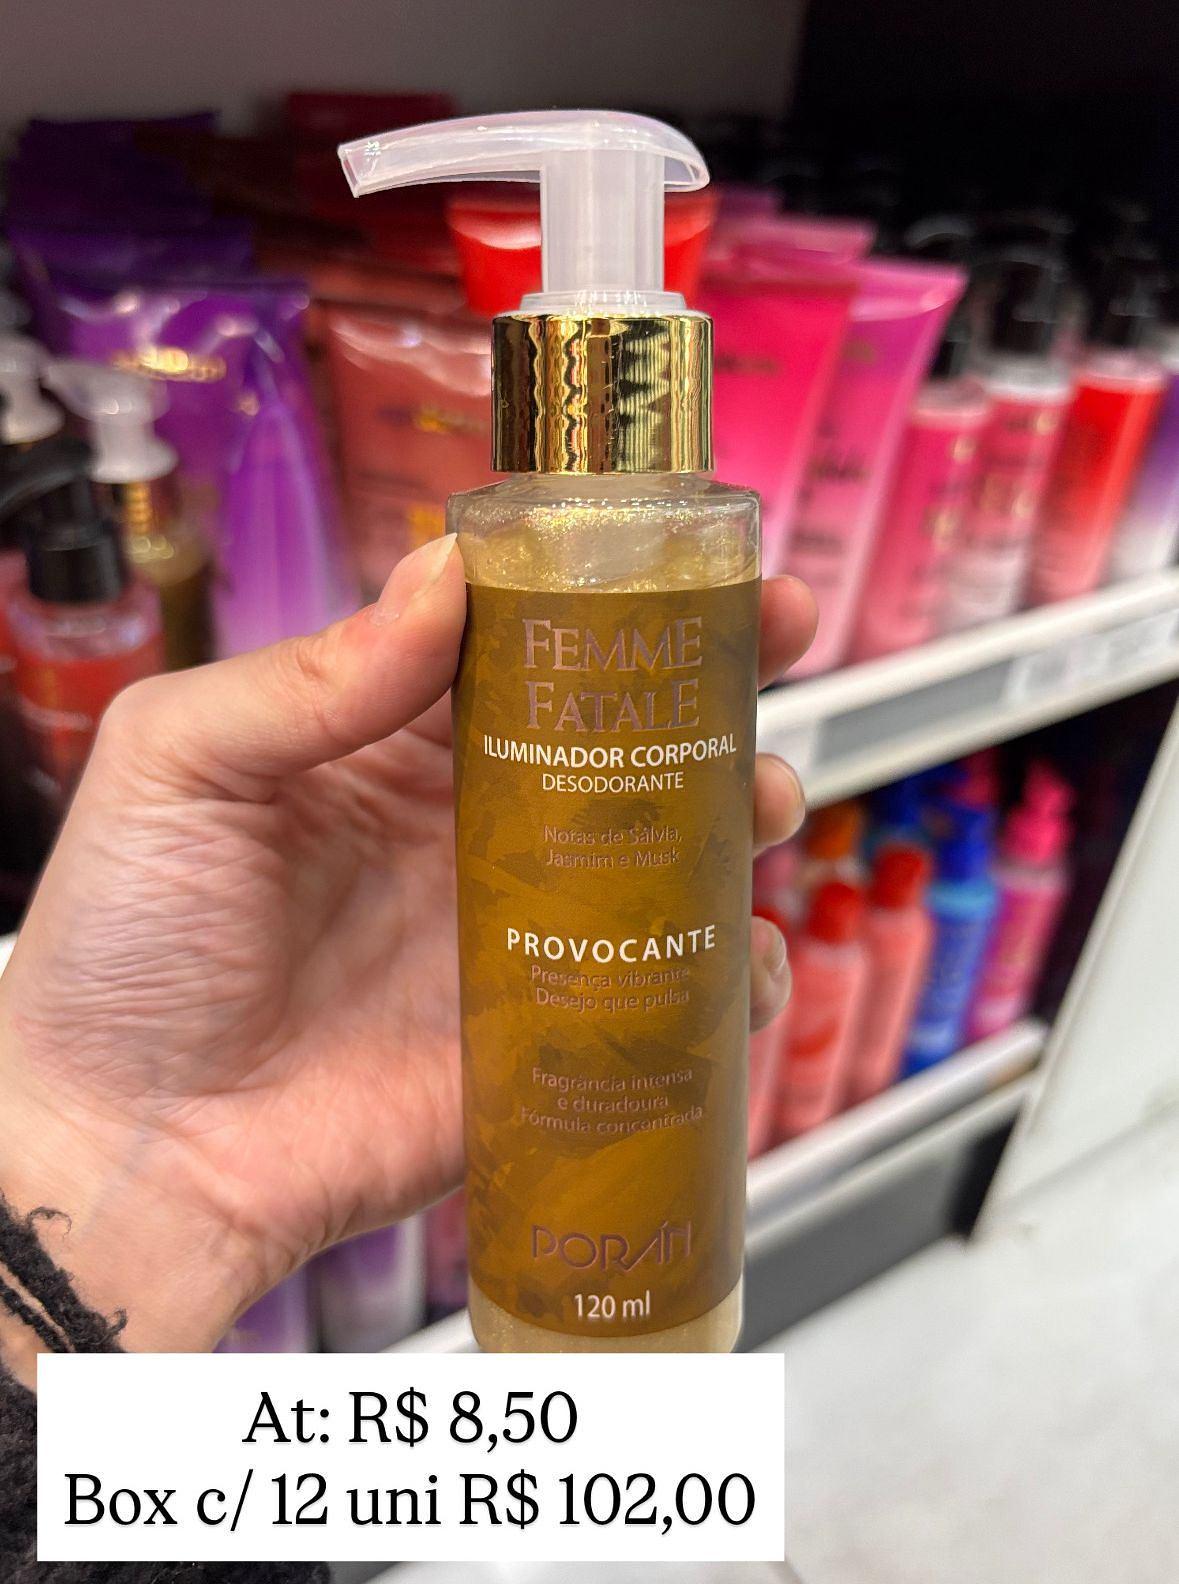 FEMME
FATALE
ILUMINADOR CORPORAL
DESODORANTE
Notas de Sálvia,
Jasmim e Musk
PROVOCANTE
Presença vibrante
Desejo que pulsa
Fragrância intensa
e duradoura
Fórmula concentrada
PORÁN
120 ml
At: R$ 8,50
Box c/ 12 uni R$ 102,00